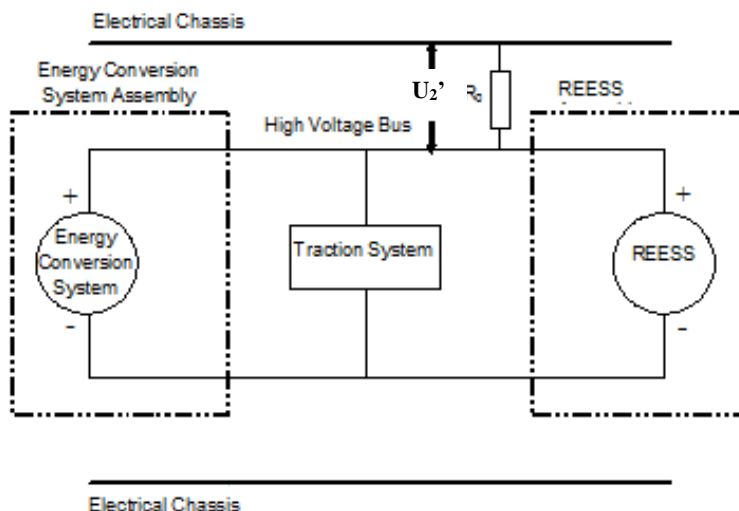 Electrical Chassis
Energy Conversion
System Assembly
U₂’
REESS
High Voltage Bus
+
+
Energy
Conversion
System
Traction System
REESS
-
-
Electrical Chassis